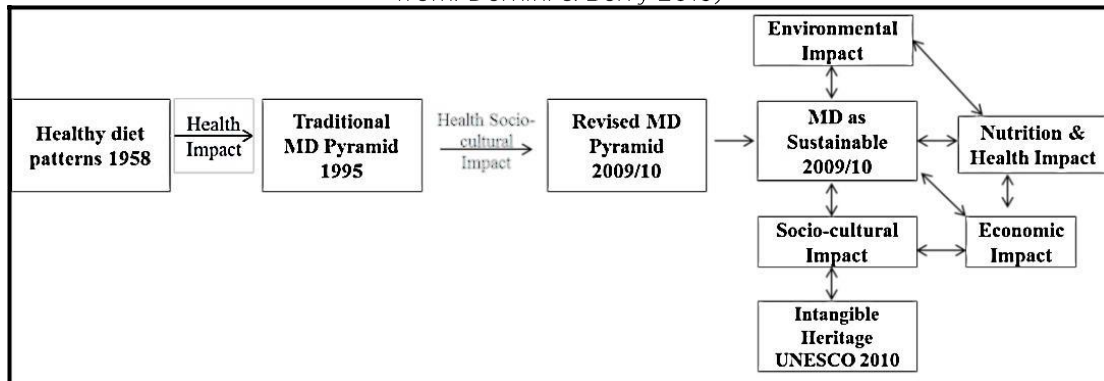 Healthy diet
patterns 1958
Health
Impact
Traditional
MD Pyramid
1995
Health Socio-
cultural
Impact
Revised MD
Pyramid
2009/10
Environmental
Impact
MD as
Sustainable
2009/10
Nutrition &
Health Impact
Socio-cultural
Impact
Economic
Impact
Intangible
Heritage
UNESCO 2010